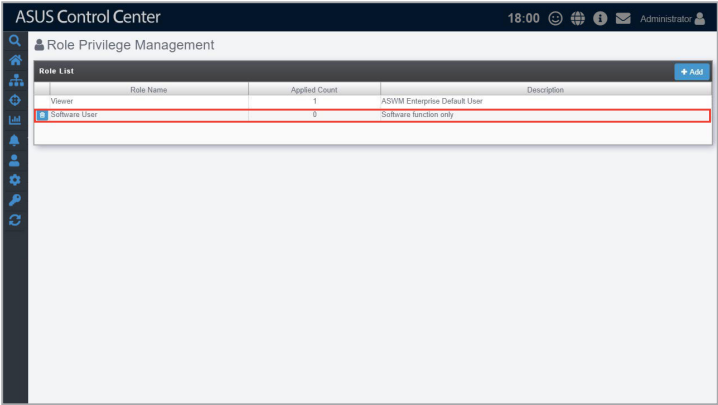 ASUS Control Center
18:00
Administrator
Role Privilege Management
Role List
+ Add
Role Name Applied Count Description
Viewer 1 ASWM Enterprise Default User
Software User 0 Software function only